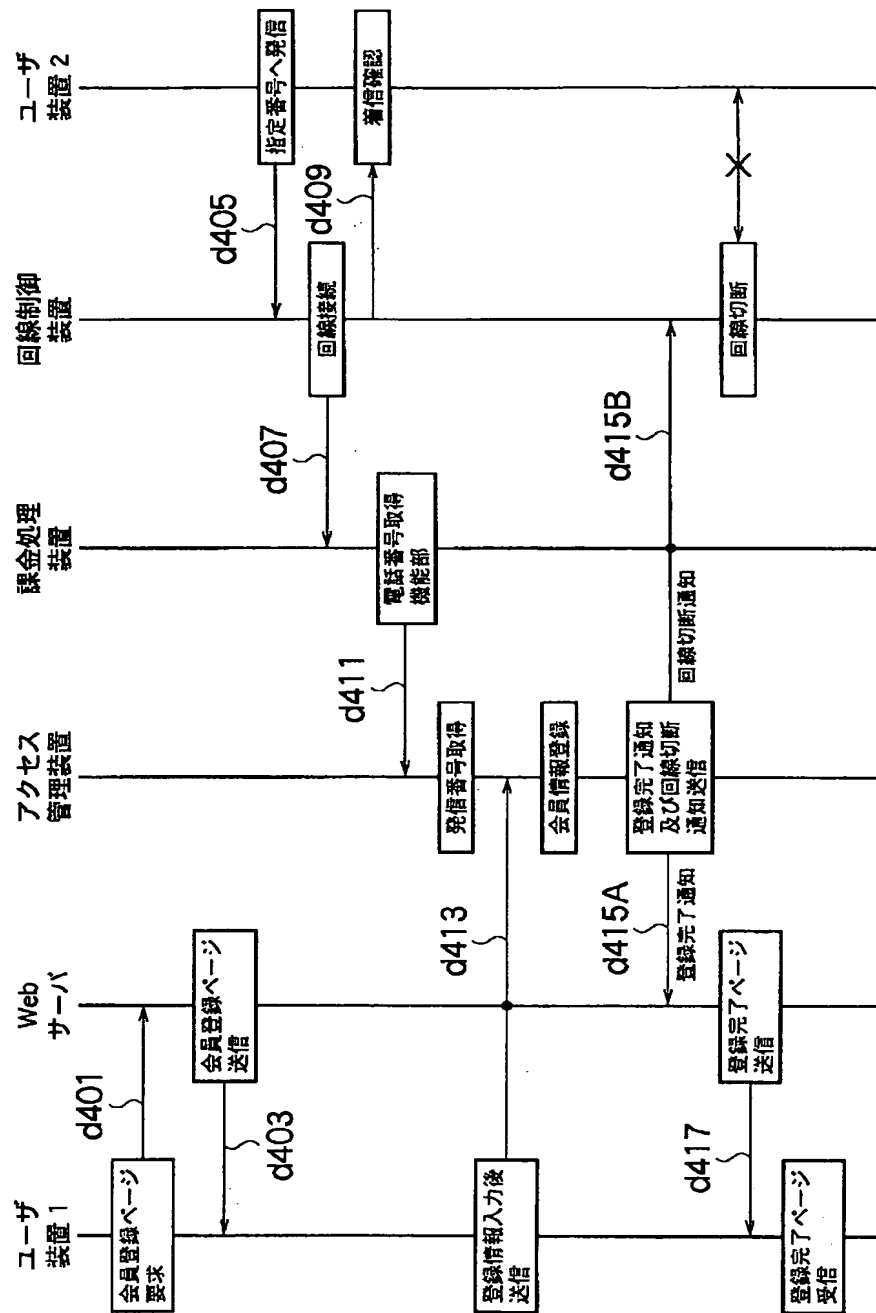 ユーザ
装置1
Web
サーバ
アクセス
管理装置
課金処理
装置
回線制御
装置
ユーザ
装置2
会員登録ページ
要求
d401
会員登録ページ
送信
d403
指定番号へ発信
d405
回線接続
d407
着信確認
d409
電話番号取得
機能部
d411
発信番号取得
登録情報入力後
送信
d413
会員情報登録
登録完了通知
及び回線切断
通知送信
d415A
登録完了通知
回線切断通知
d415B
登録完了ページ
送信
回線切断
d417
登録完了ページ
受信